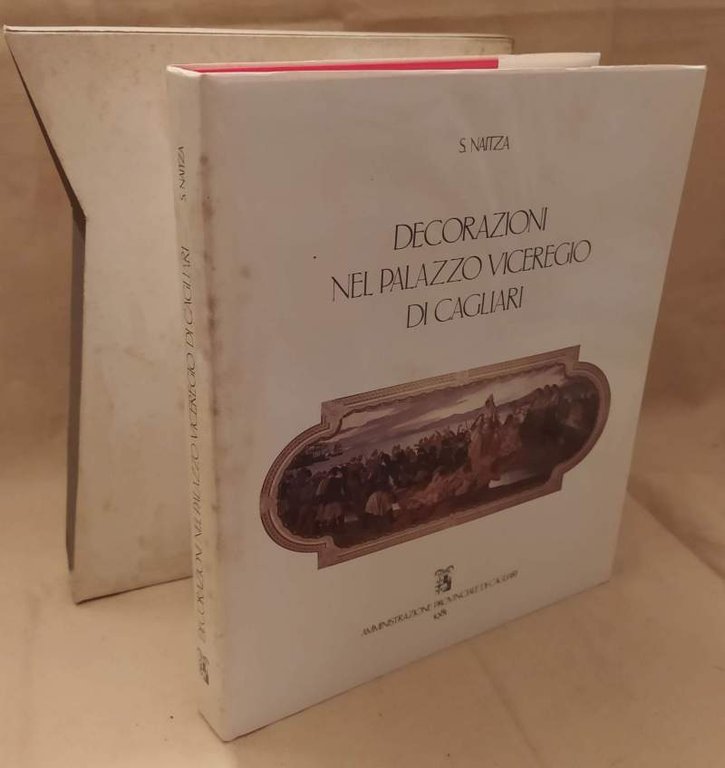 S. NAITZA
DECORAZIONI
NEL PALAZZO VICEREGIO
DI CAGLIARI
AMMINISTRAZIONE PROVINCIALE DI CAGLIARI
S. NAITZA
DECORAZIONI NEL PALAZZO VICEREGIO DI CAGLIARI